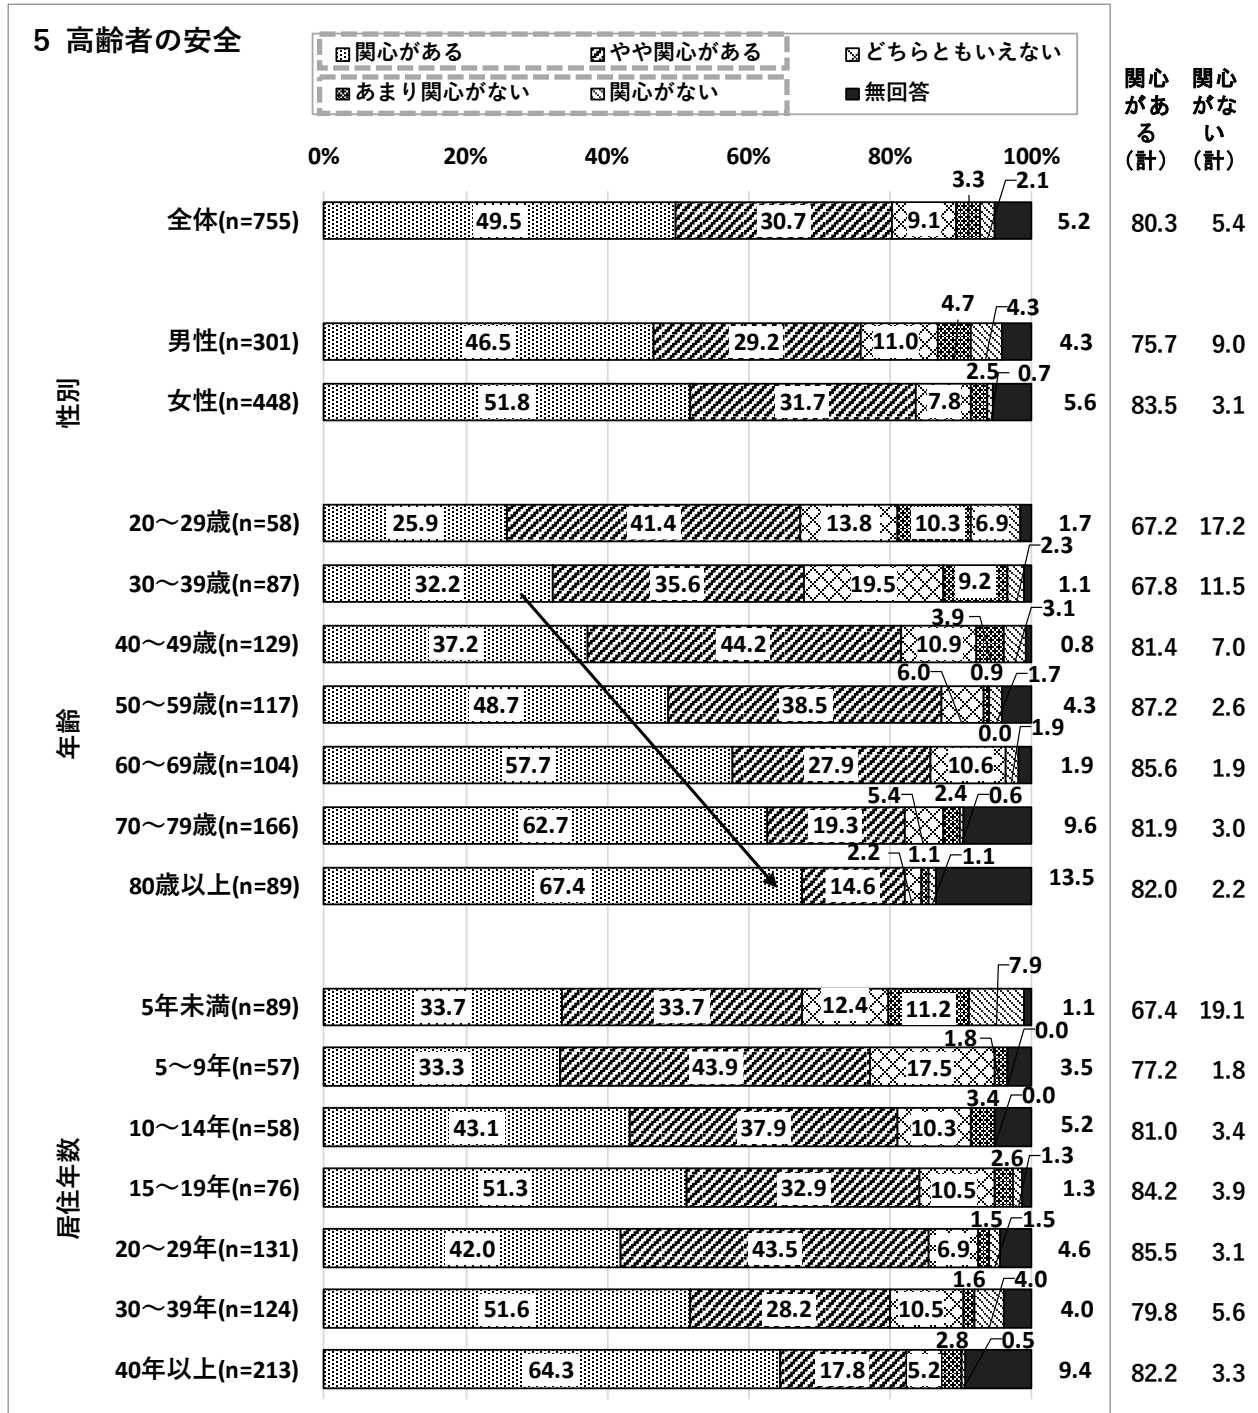 5 高齢者の安全
関心がある やや関心がある どちらともいえない
あまり関心がない 関心がない 無回答
関心がある（計） 関心がない（計）
0% 20% 40% 60% 80% 100%
全体(n=755) 49.5 30.7 9.1 3.3 2.1 5.2 80.3 5.4
性別
男性(n=301) 46.5 29.2 11.0 4.7 4.3 4.3 75.7 9.0
女性(n=448) 51.8 31.7 7.8 2.5 0.7 5.6 83.5 3.1
年齢
20～29歳(n=58) 25.9 41.4 13.8 10.3 6.9 1.7 67.2 17.2
30～39歳(n=87) 32.2 35.6 19.5 9.2 2.3 1.1 67.8 11.5
40～49歳(n=129) 37.2 44.2 10.9 3.9 3.1 0.8 81.4 7.0
50～59歳(n=117) 48.7 38.5 6.0 0.9 1.7 4.3 87.2 2.6
60～69歳(n=104) 57.7 27.9 10.6 0.0 1.9 1.9 85.6 1.9
70～79歳(n=166) 62.7 19.3 5.4 2.4 0.6 9.6 81.9 3.0
80歳以上(n=89) 67.4 14.6 2.2 1.1 1.1 13.5 82.0 2.2
居住年数
5年未満(n=89) 33.7 33.7 12.4 11.2 7.9 1.1 67.4 19.1
5～9年(n=57) 33.3 43.9 17.5 1.8 0.0 3.5 77.2 1.8
10～14年(n=58) 43.1 37.9 10.3 3.4 0.0 5.2 81.0 3.4
15～19年(n=76) 51.3 32.9 10.5 2.6 1.3 1.3 84.2 3.9
20～29年(n=131) 42.0 43.5 6.9 1.5 1.5 4.6 85.5 3.1
30～39年(n=124) 51.6 28.2 10.5 1.6 4.0 4.0 79.8 5.6
40年以上(n=213) 64.3 17.8 5.2 2.8 0.5 9.4 82.2 3.3